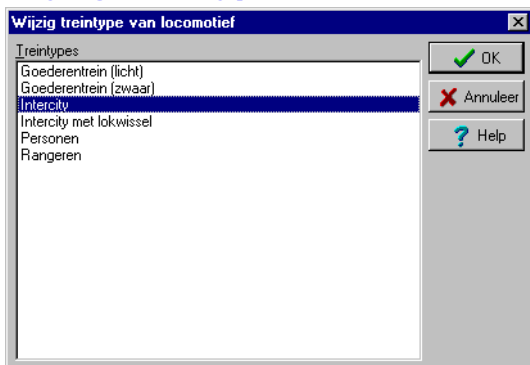 Wijzig treintype van locomotief
Treintypes
Goederentrein (licht)
Goederentrein (zwaar)
Intercity
Intercity met lokwissel
Personen
Rangeren
OK
Annuleer
Help